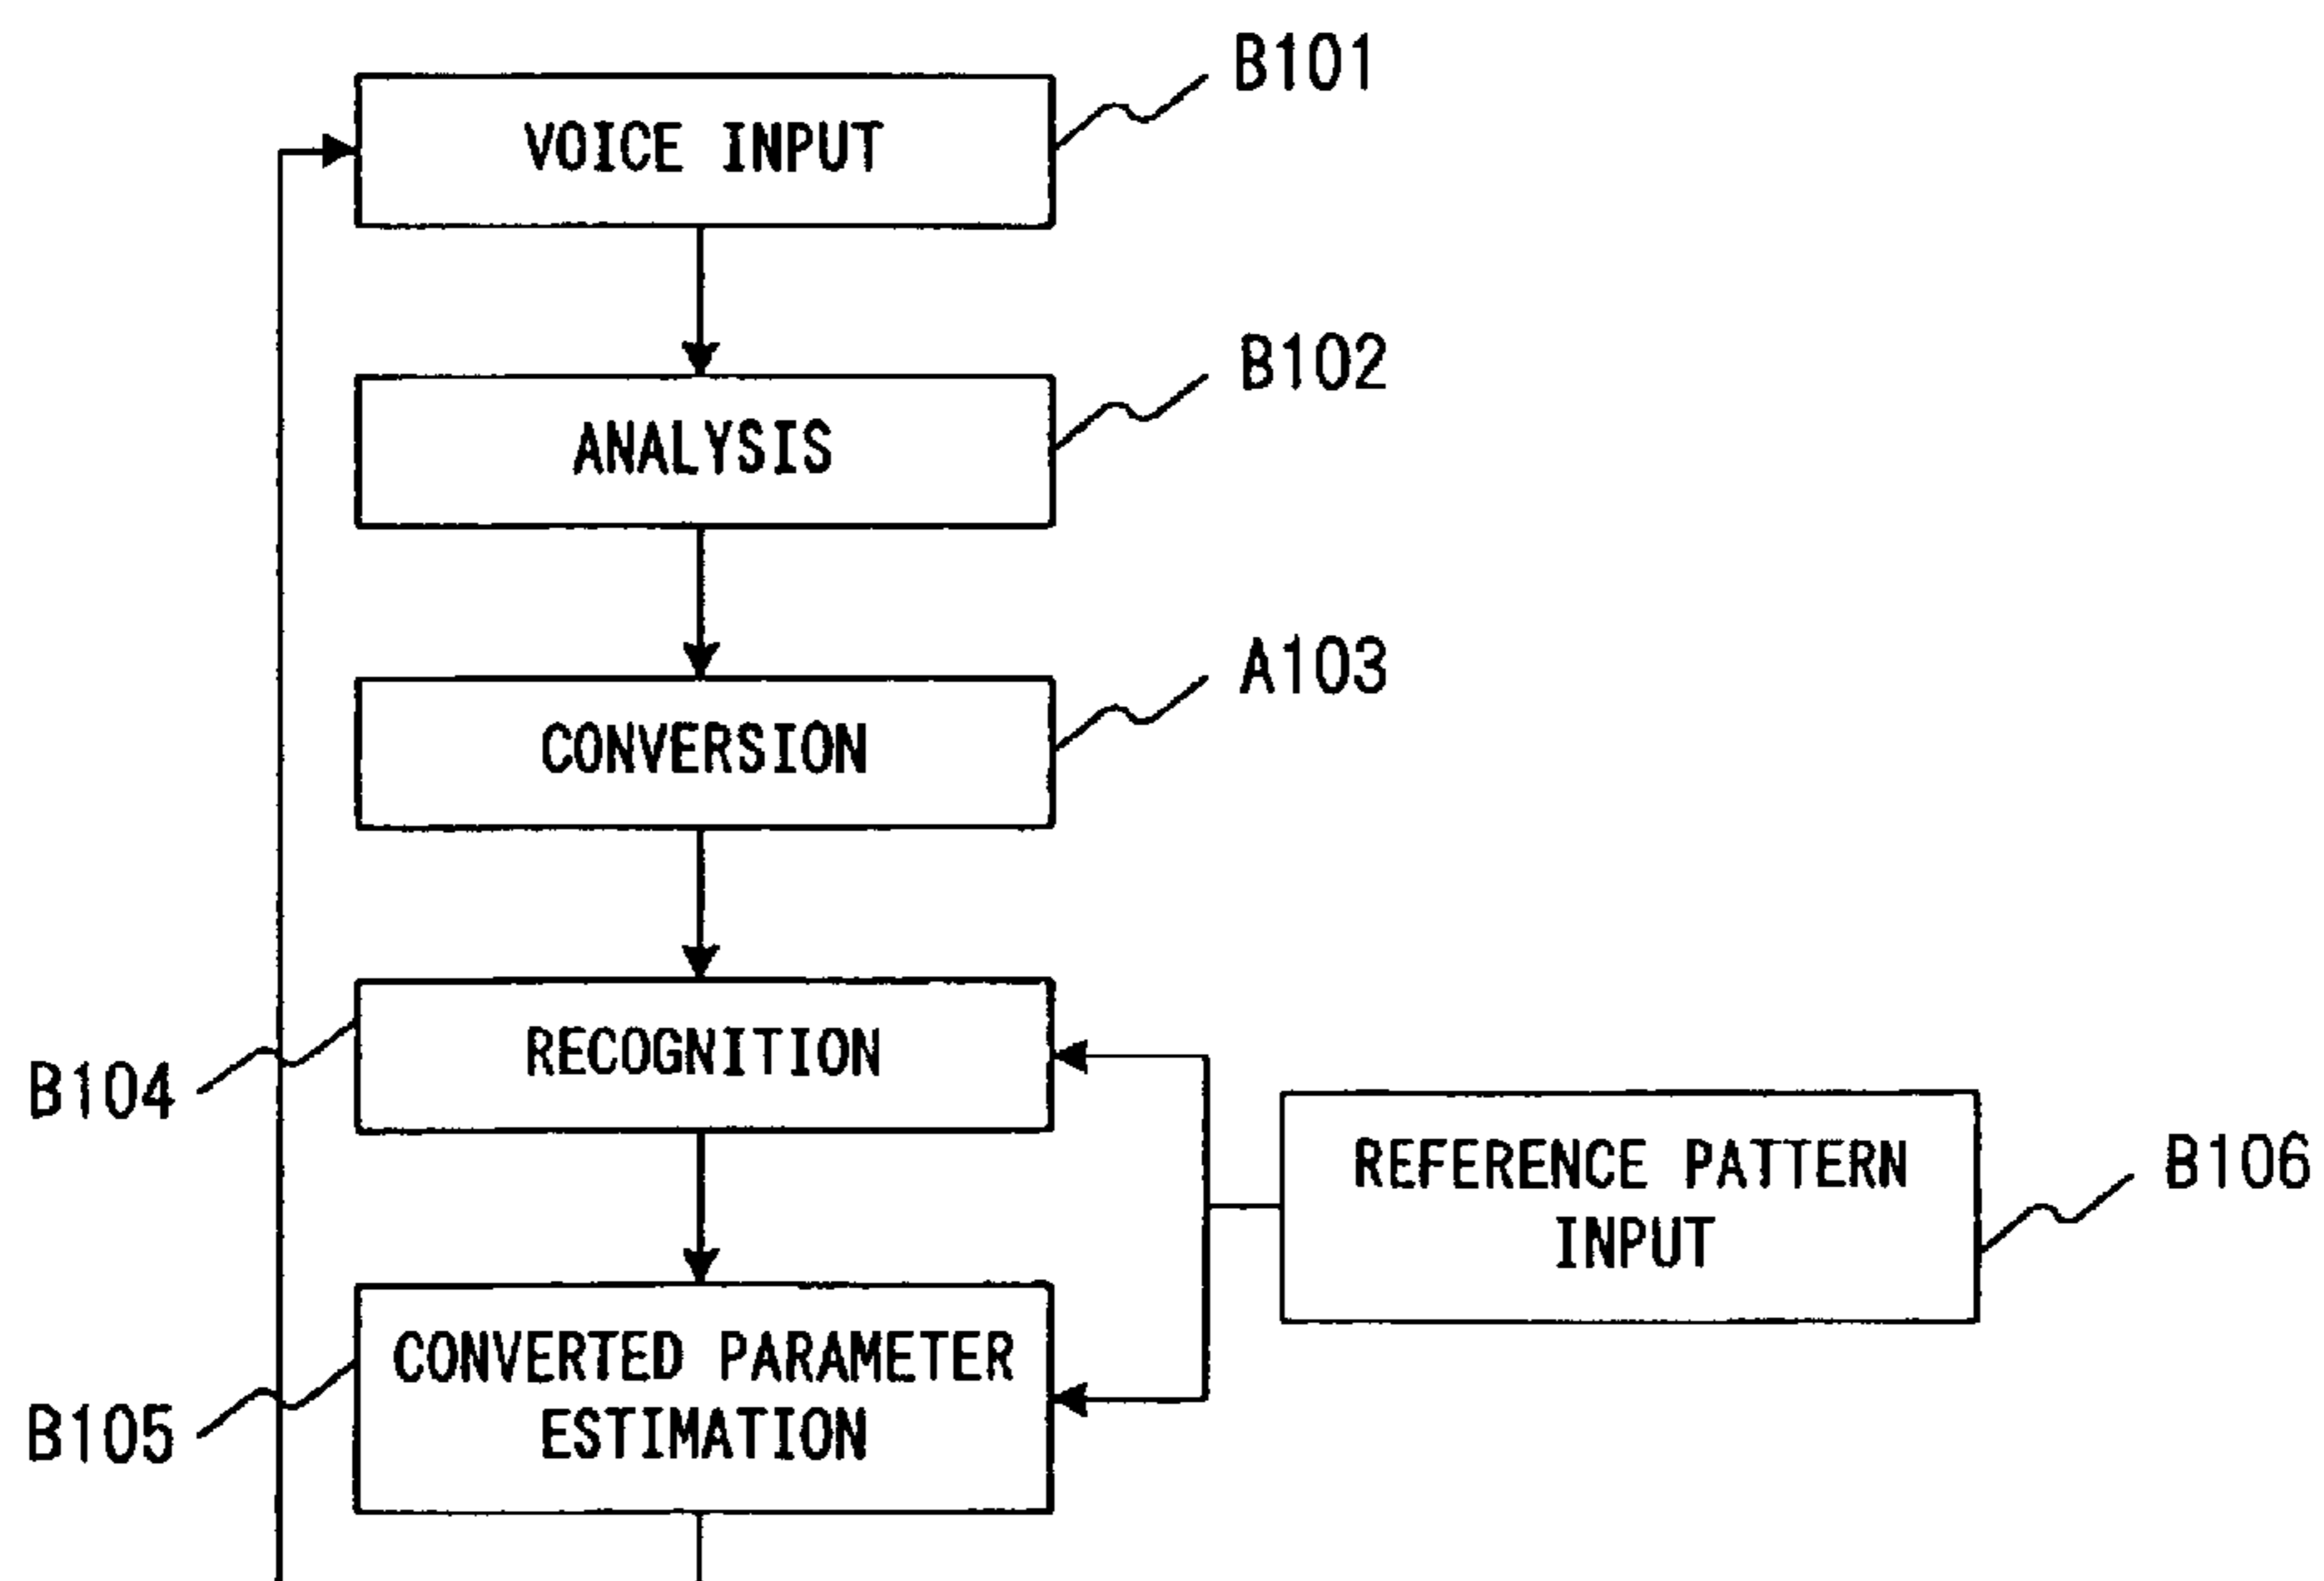 B101
VOICE INPUT
B102
ANALYSIS
A103
CONVERSION
RECOGNITION
B104
REFERENCE PATTERN
INPUT
B106
CONVERTED PARAMETER
ESTIMATION
B105